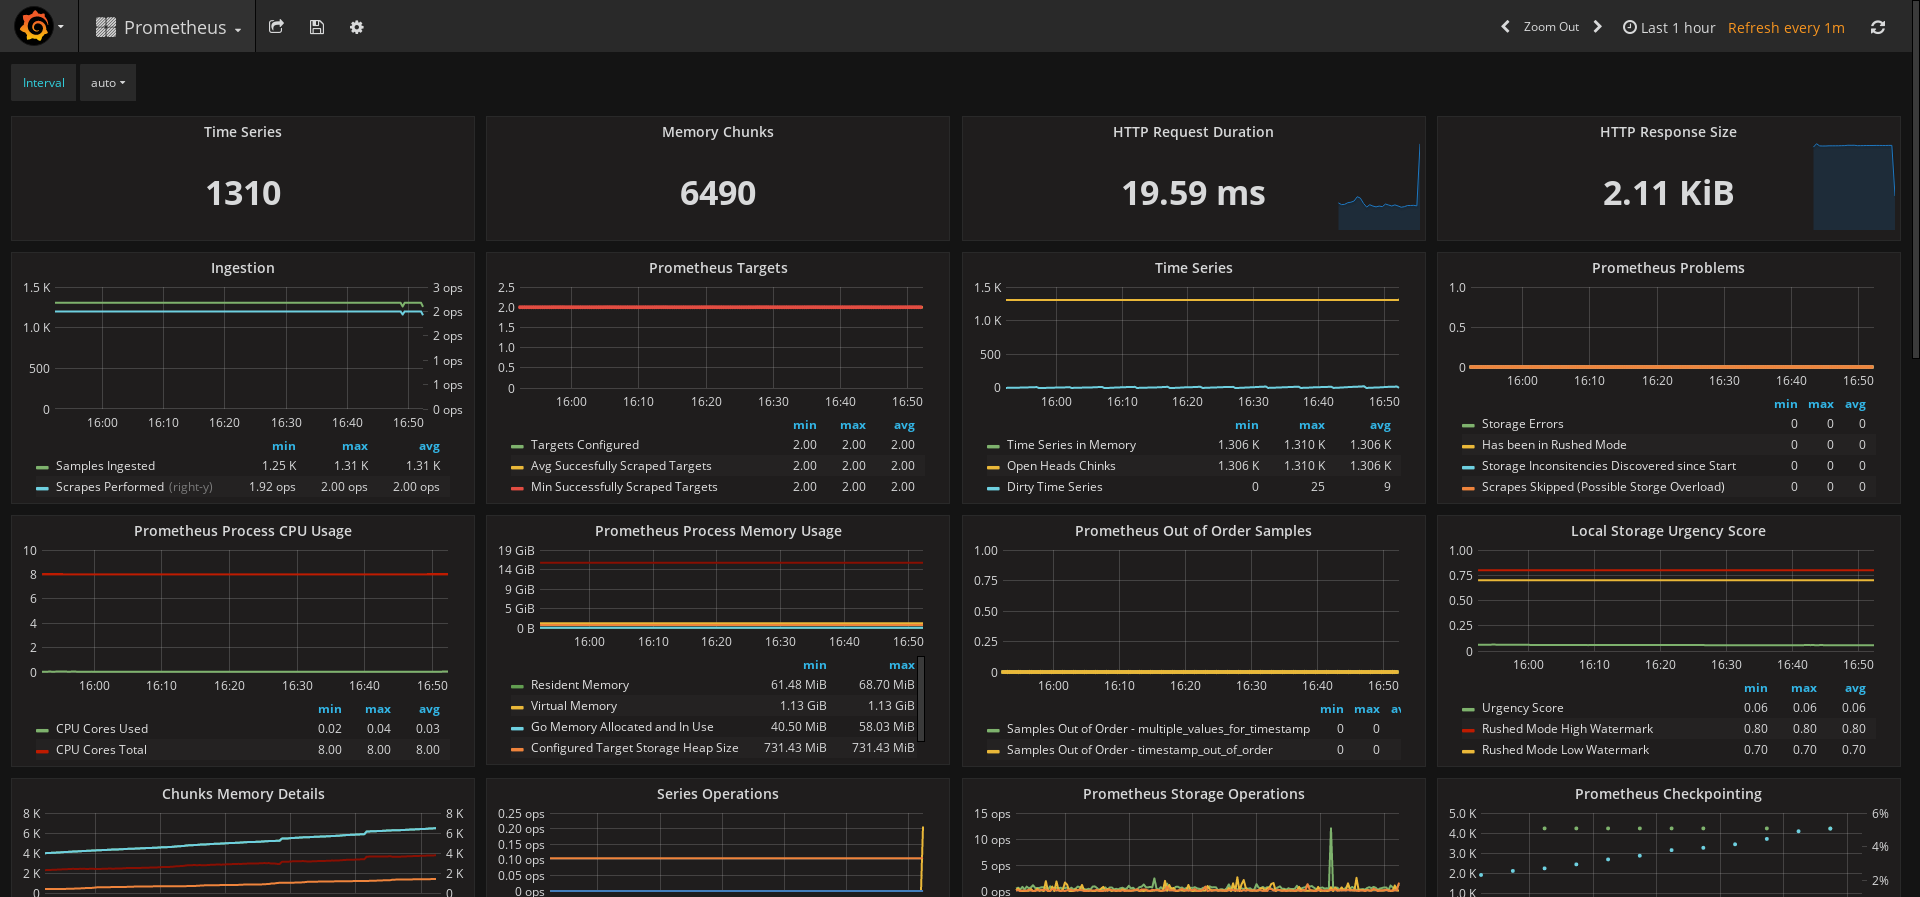 Prometheus
Zoom Out
Last 1 hour
Refresh every 1m
Interval
auto
Time Series
1310
Memory Chunks
6490
HTTP Request Duration
19.59 ms
HTTP Response Size
2.11 KiB
Ingestion
1.5 K
1.0 K
500
0
3 ops
2 ops
2 ops
1 ops
1 ops
0 ops
16:00 16:10 16:20 16:30 16:40 16:50
min max avg
Samples Ingested 1.25 K 1.31 K 1.31 K
Scrapes Performed (right-y) 1.92 ops 2.00 ops 2.00 ops
Prometheus Targets
2.5
2.0
1.5
1.0
0.5
0
16:00 16:10 16:20 16:30 16:40 16:50
min max avg
Targets Configured 2.00 2.00 2.00
Avg Succesfully Scraped Targets 2.00 2.00 2.00
Min Successfully Scraped Targets 2.00 2.00 2.00
Time Series
1.5 K
1.0 K
500
0
16:00 16:10 16:20 16:30 16:40 16:50
min max avg
Time Series in Memory 1.306 K 1.310 K 1.306 K
Open Heads Chinks 1.306 K 1.310 K 1.306 K
Dirty Time Series 0 25 9
Prometheus Problems
1.0
0.5
0
16:00 16:10 16:20 16:30 16:40 16:50
min max avg
Storage Errors 0 0 0
Has been in Rushed Mode 0 0 0
Storage Inconsitencies Discovered since Start 0 0 0
Scrapes Skipped (Possible Storge Overload) 0 0 0
Prometheus Process CPU Usage
10
8
6
4
2
0
16:00 16:10 16:20 16:30 16:40 16:50
min max avg
CPU Cores Used 0.02 0.04 0.03
CPU Cores Total 8.00 8.00 8.00
Prometheus Process Memory Usage
19 GiB
14 GiB
9 GiB
5 GiB
0 B
16:00 16:10 16:20 16:30 16:40 16:50
min max
Resident Memory 61.48 MiB 68.70 MiB
Virtual Memory 1.13 GiB 1.13 GiB
Go Memory Allocated and In Use 40.50 MiB 58.03 MiB
Configured Target Storage Heap Size 731.43 MiB 731.43 MiB
Prometheus Out of Order Samples
1.00
0.75
0.50
0.25
0
16:00 16:10 16:20 16:30 16:40 16:50
min max av
Samples Out of Order - multiple_values_for_timestamp 0 0
Samples Out of Order - timestamp_out_of_order 0 0
Local Storage Urgency Score
1.00
0.75
0.50
0.25
0
16:00 16:10 16:20 16:30 16:40 16:50
min max avg
Urgency Score 0.06 0.06 0.06
Rushed Mode High Watermark 0.80 0.80 0.80
Rushed Mode Low Watermark 0.70 0.70 0.70
Chunks Memory Details
8 K
6 K
4 K
2 K
0
8 K
6 K
4 K
2 K
0
Series Operations
0.25 ops
0.20 ops
0.15 ops
0.10 ops
0.05 ops
0 ops
Prometheus Storage Operations
15 ops
10 ops
5 ops
0 ops
Prometheus Checkpointing
5.0 K
4.0 K
3.0 K
2.0 K
1.0 K
6%
4%
2%